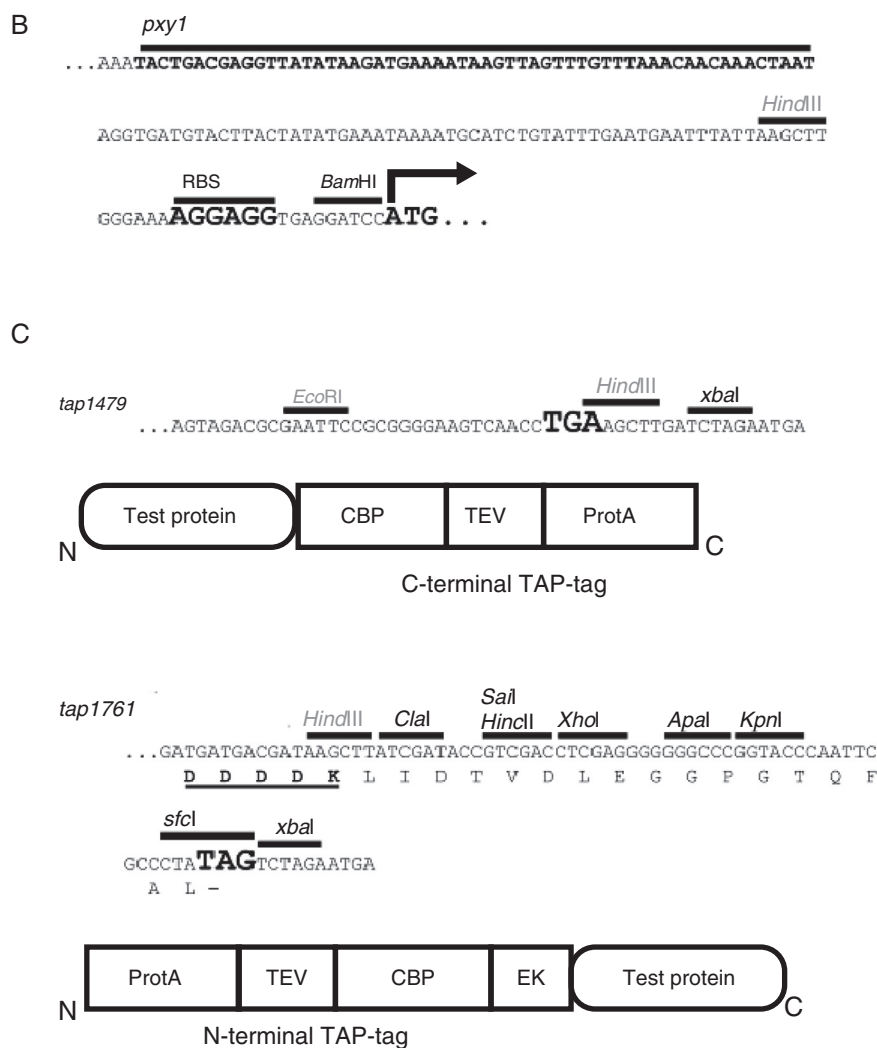 B
pxy1
...AAATACTGACGAGGTTATATAAGATGAAAATAAGTTAGTTTGTTTAAACAACAAACTAAT
HindIII
AGGTGATGTACTTACTATATGAAATAAAATGCATCTGTATTTGAATGAATTTATTAAGCTT
RBS BamHI
GGGAAAAGGAGGTGAGGATCCATG...
C
tap1479 EcoRI HindIII xbaI
...AGTAGACGCGAATTCCGCGGGGAAGTCAACCTGAAGCTTGATCTAGAATGA
Test protein CBP TEV ProtA
N C
C-terminal TAP-tag
SaiI
tap1761 HindIII ClaI HincII XhoI ApaI KpnI
...GATGATGACGATAAGCTTATCGATACCGTCGACCTCGAGGGGGGGCCCGGTACCCAATTC
D D D D K L I D T V D L E G G P G T Q F
sfcI xbaI
GCCCTATAGTCTAGAATGA
A L –
ProtA TEV CBP EK Test protein
N C
N-terminal TAP-tag